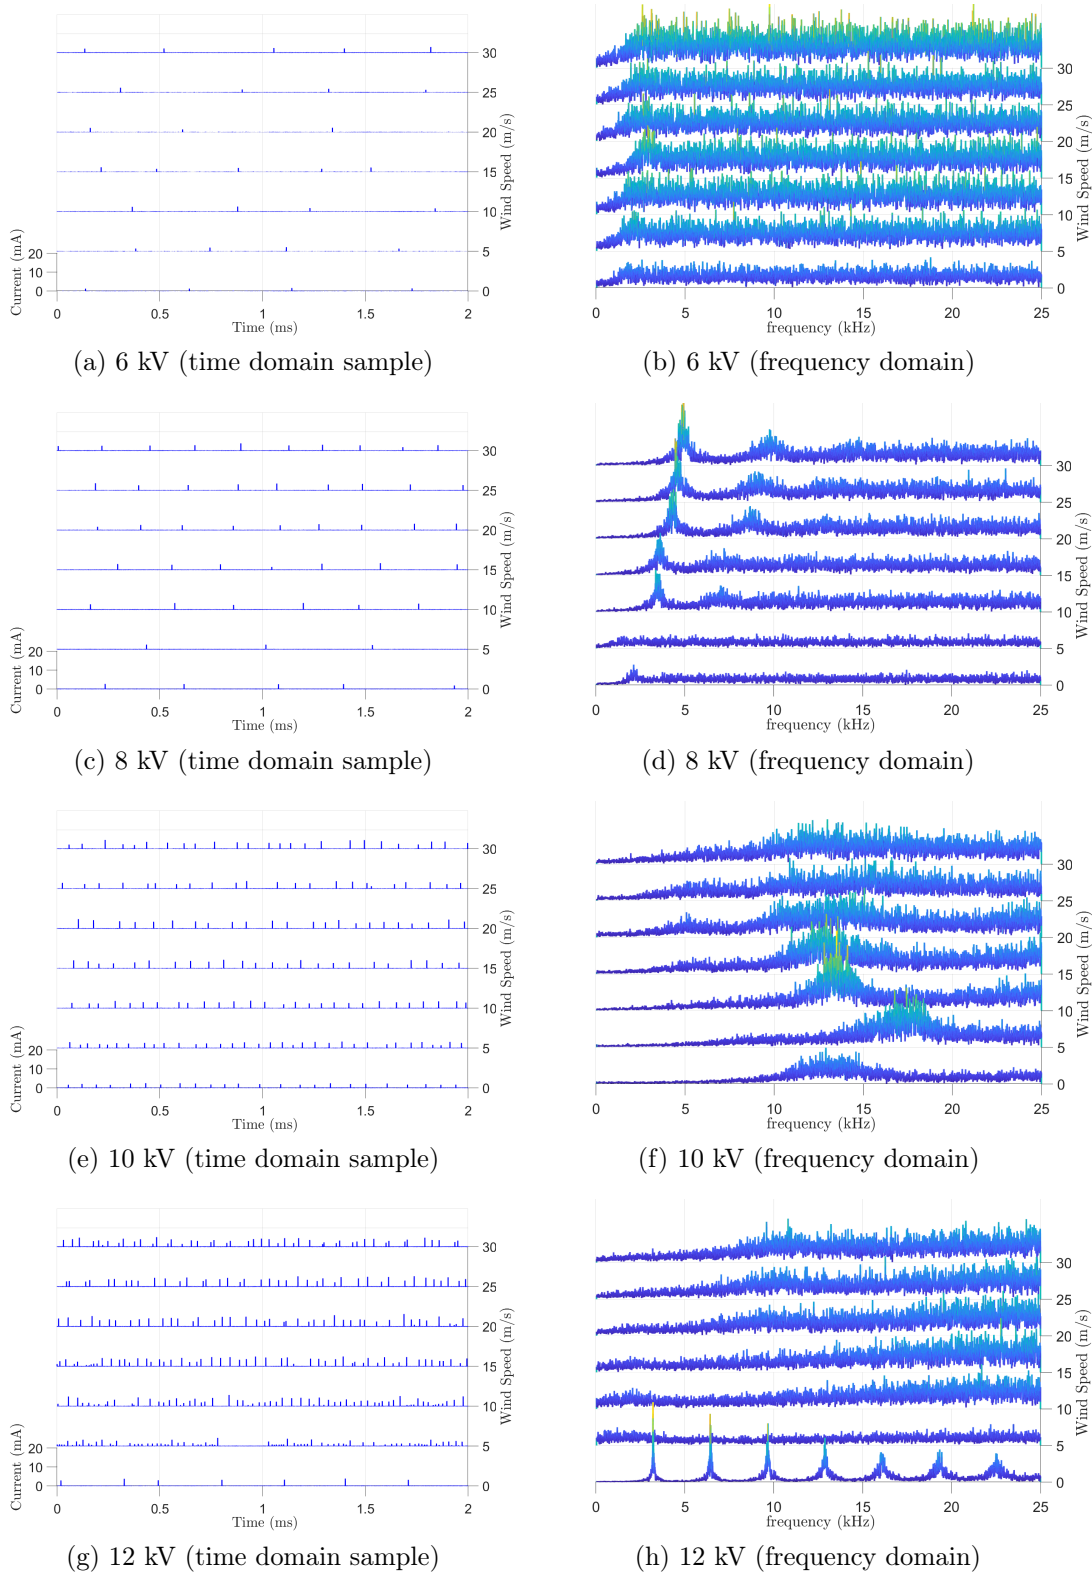 30
25
20
15
10
5
0
Wind Speed (m/s)
20
10
0
Current (mA)
0 0.5 1 1.5 2
Time (ms)
(a) 6 kV (time domain sample)
30
25
20
15
10
5
0
Wind Speed (m/s)
0 5 10 15 20 25
frequency (kHz)
(b) 6 kV (frequency domain)
30
25
20
15
10
5
0
Wind Speed (m/s)
20
10
0
Current (mA)
0 0.5 1 1.5 2
Time (ms)
(c) 8 kV (time domain sample)
30
25
20
15
10
5
0
Wind Speed (m/s)
0 5 10 15 20 25
frequency (kHz)
(d) 8 kV (frequency domain)
30
25
20
15
10
5
0
Wind Speed (m/s)
20
10
0
Current (mA)
0 0.5 1 1.5 2
Time (ms)
(e) 10 kV (time domain sample)
30
25
20
15
10
5
0
Wind Speed (m/s)
0 5 10 15 20 25
frequency (kHz)
(f) 10 kV (frequency domain)
30
25
20
15
10
5
0
Wind Speed (m/s)
20
10
0
Current (mA)
0 0.5 1 1.5 2
Time (ms)
(g) 12 kV (time domain sample)
30
25
20
15
10
5
0
Wind Speed (m/s)
0 5 10 15 20 25
frequency (kHz)
(h) 12 kV (frequency domain)